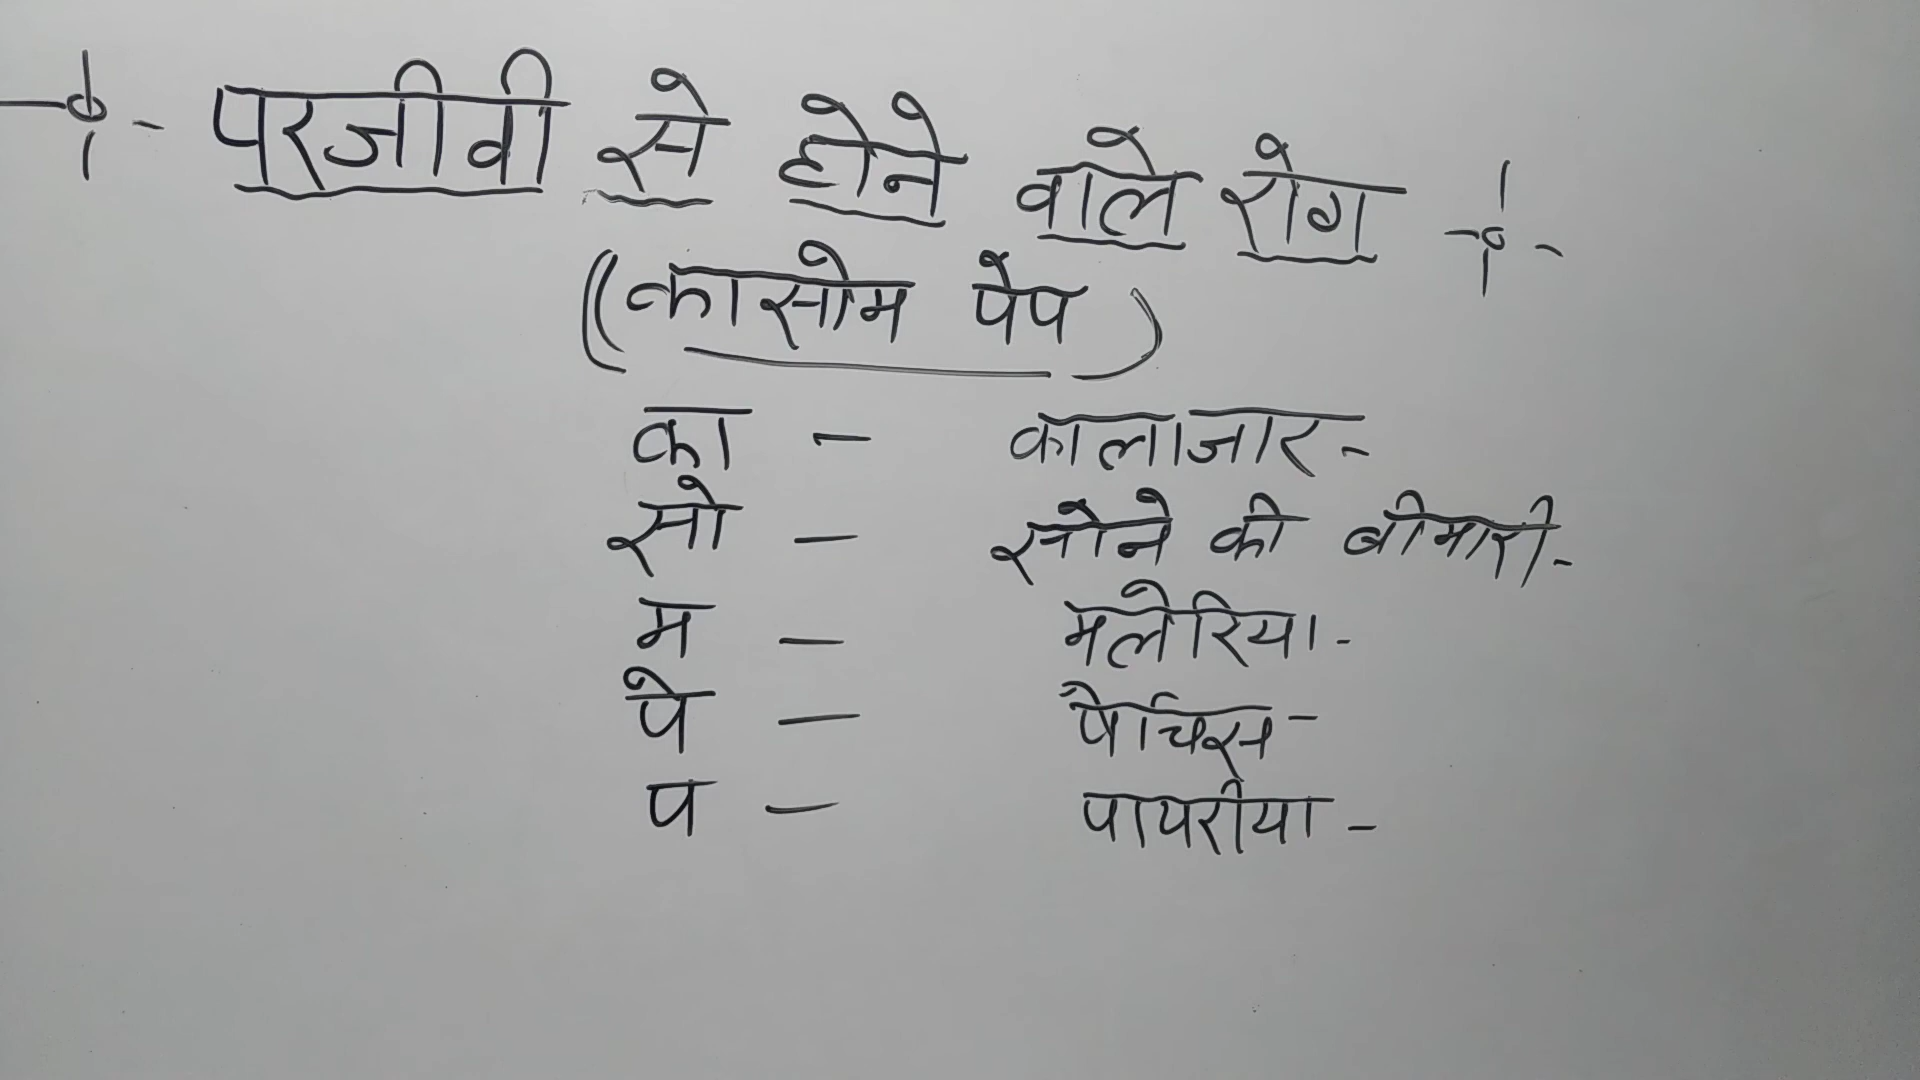 परजीवी से होने वाले रोग
(कासोम पेप)
का - कालाजार-
सो - सोने की बीमारी-
म - मलेरिया-
पे - पेचिस-
प - पायरीया-